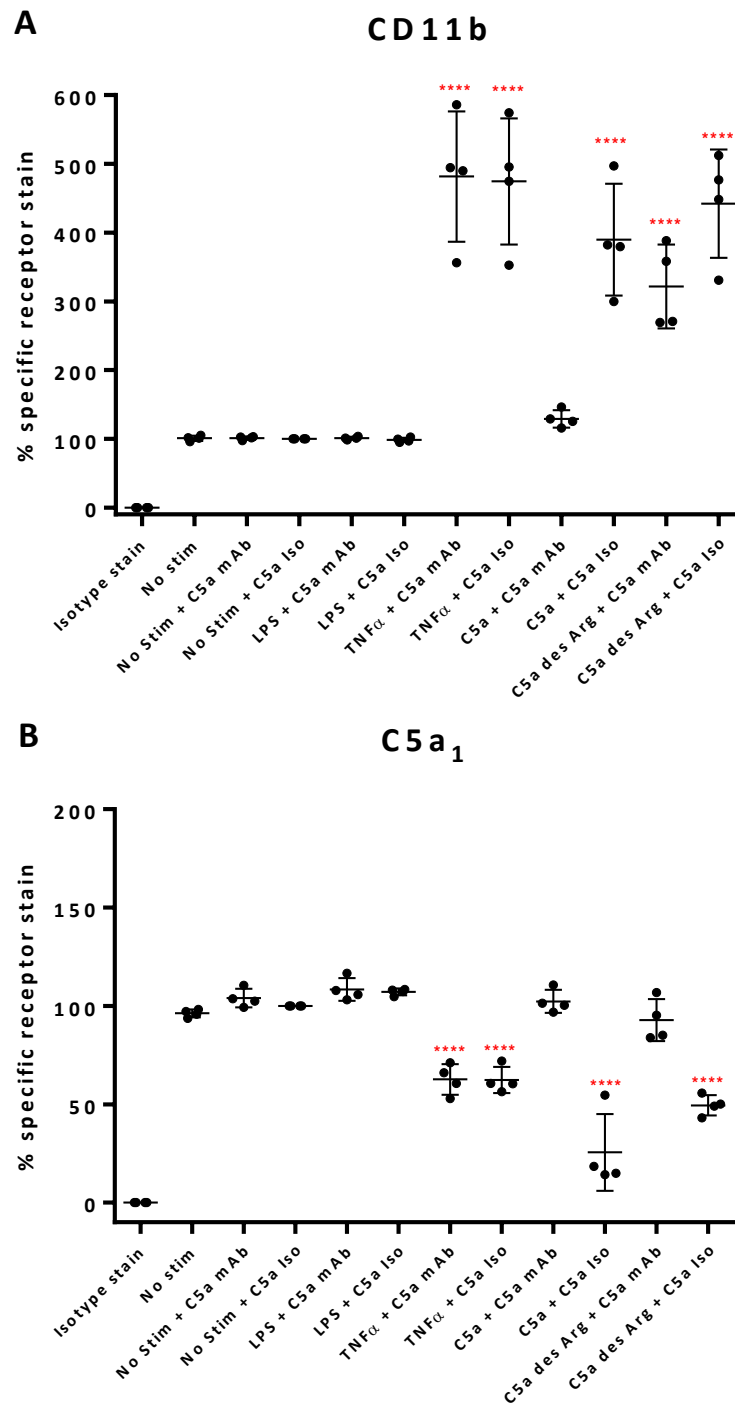 A
CD11b
% specific receptor stain
600
500
400
300
200
100
0
****
****
****
****
****
Isotype stain
No stim
No Stim + C5a mAb
No Stim + C5a Iso
LPS + C5a mAb
LPS + C5a Iso
TNFα + C5a mAb
TNFα + C5a Iso
C5a + C5a mAb
C5a + C5a Iso
C5a des Arg + C5a mAb
C5a des Arg + C5a Iso
B
C5a₁
% specific receptor stain
200
150
100
50
0
****
****
****
****
Isotype stain
No stim
No Stim + C5a mAb
No Stim + C5a Iso
LPS + C5a mAb
LPS + C5a Iso
TNFα + C5a mAb
TNFα + C5a Iso
C5a + C5a mAb
C5a + C5a Iso
C5a des Arg + C5a mAb
C5a des Arg + C5a Iso